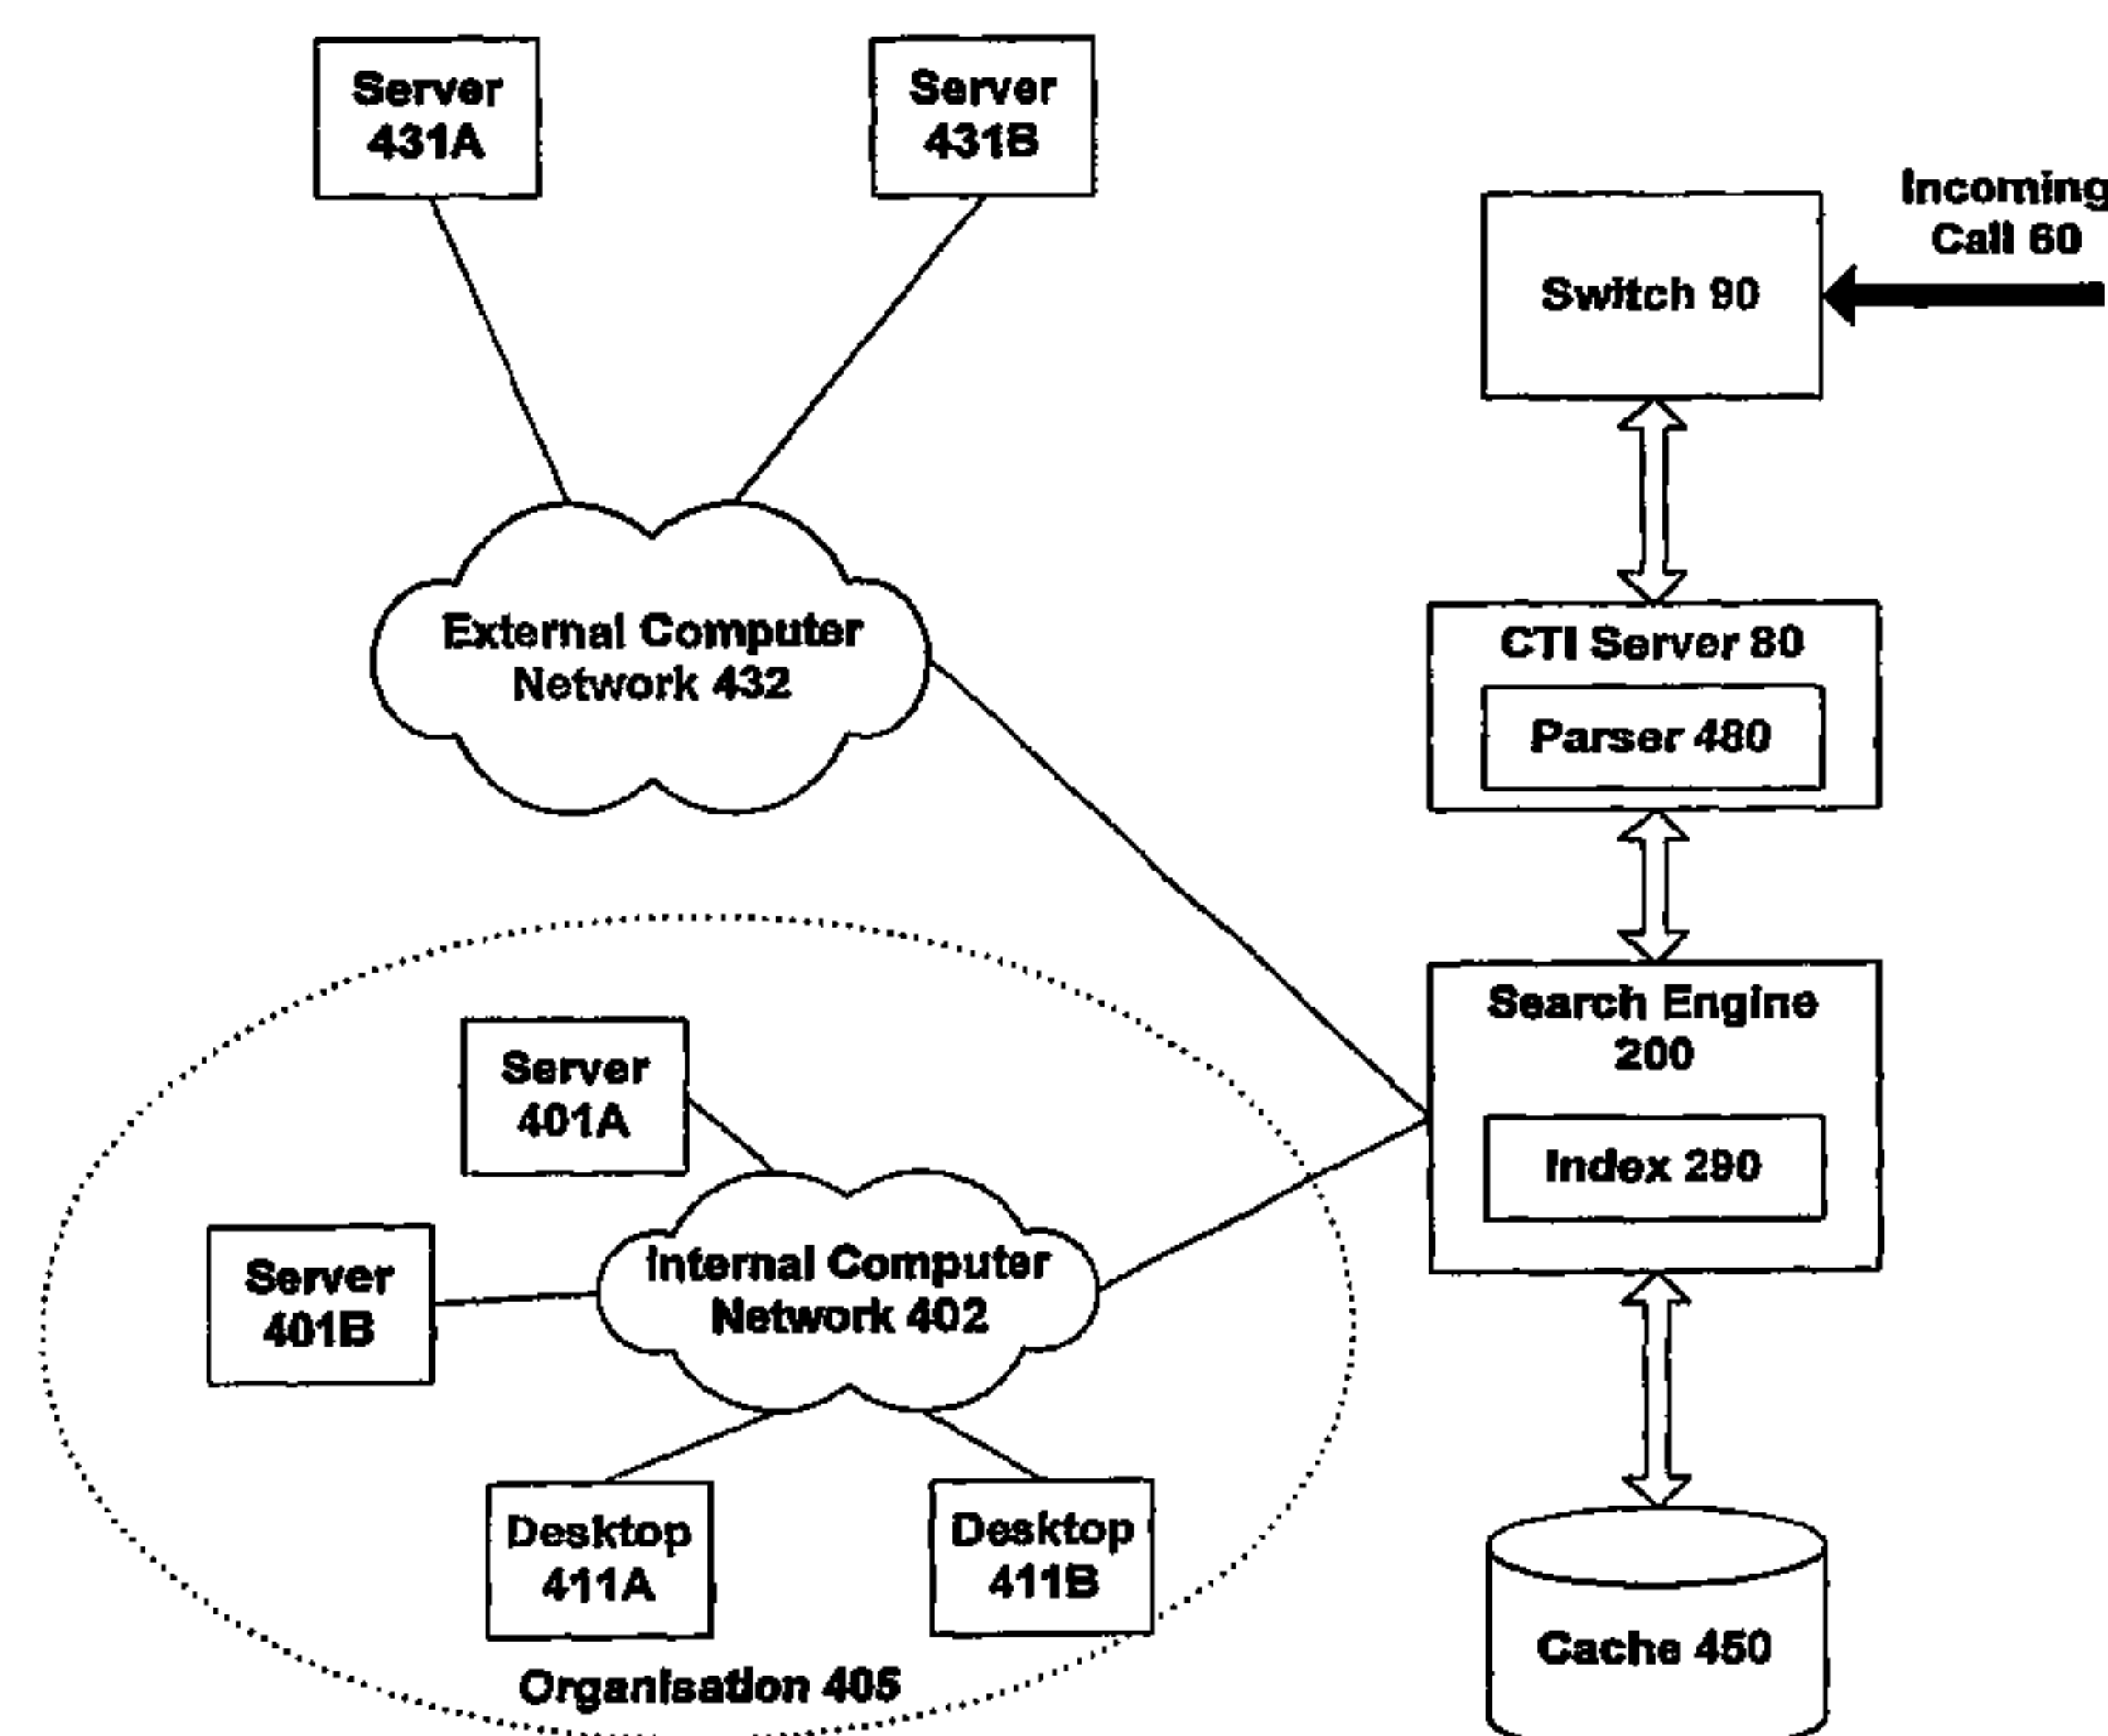 Server
431A
Server
431B
Incoming
Call 60
Switch 90
External Computer
Network 432
CTI Server 80
Parser 480
Search Engine
200
Index 290
Server
401A
Server
401B
Internal Computer
Network 402
Desktop
411A
Desktop
411B
Organisation 405
Cache 450